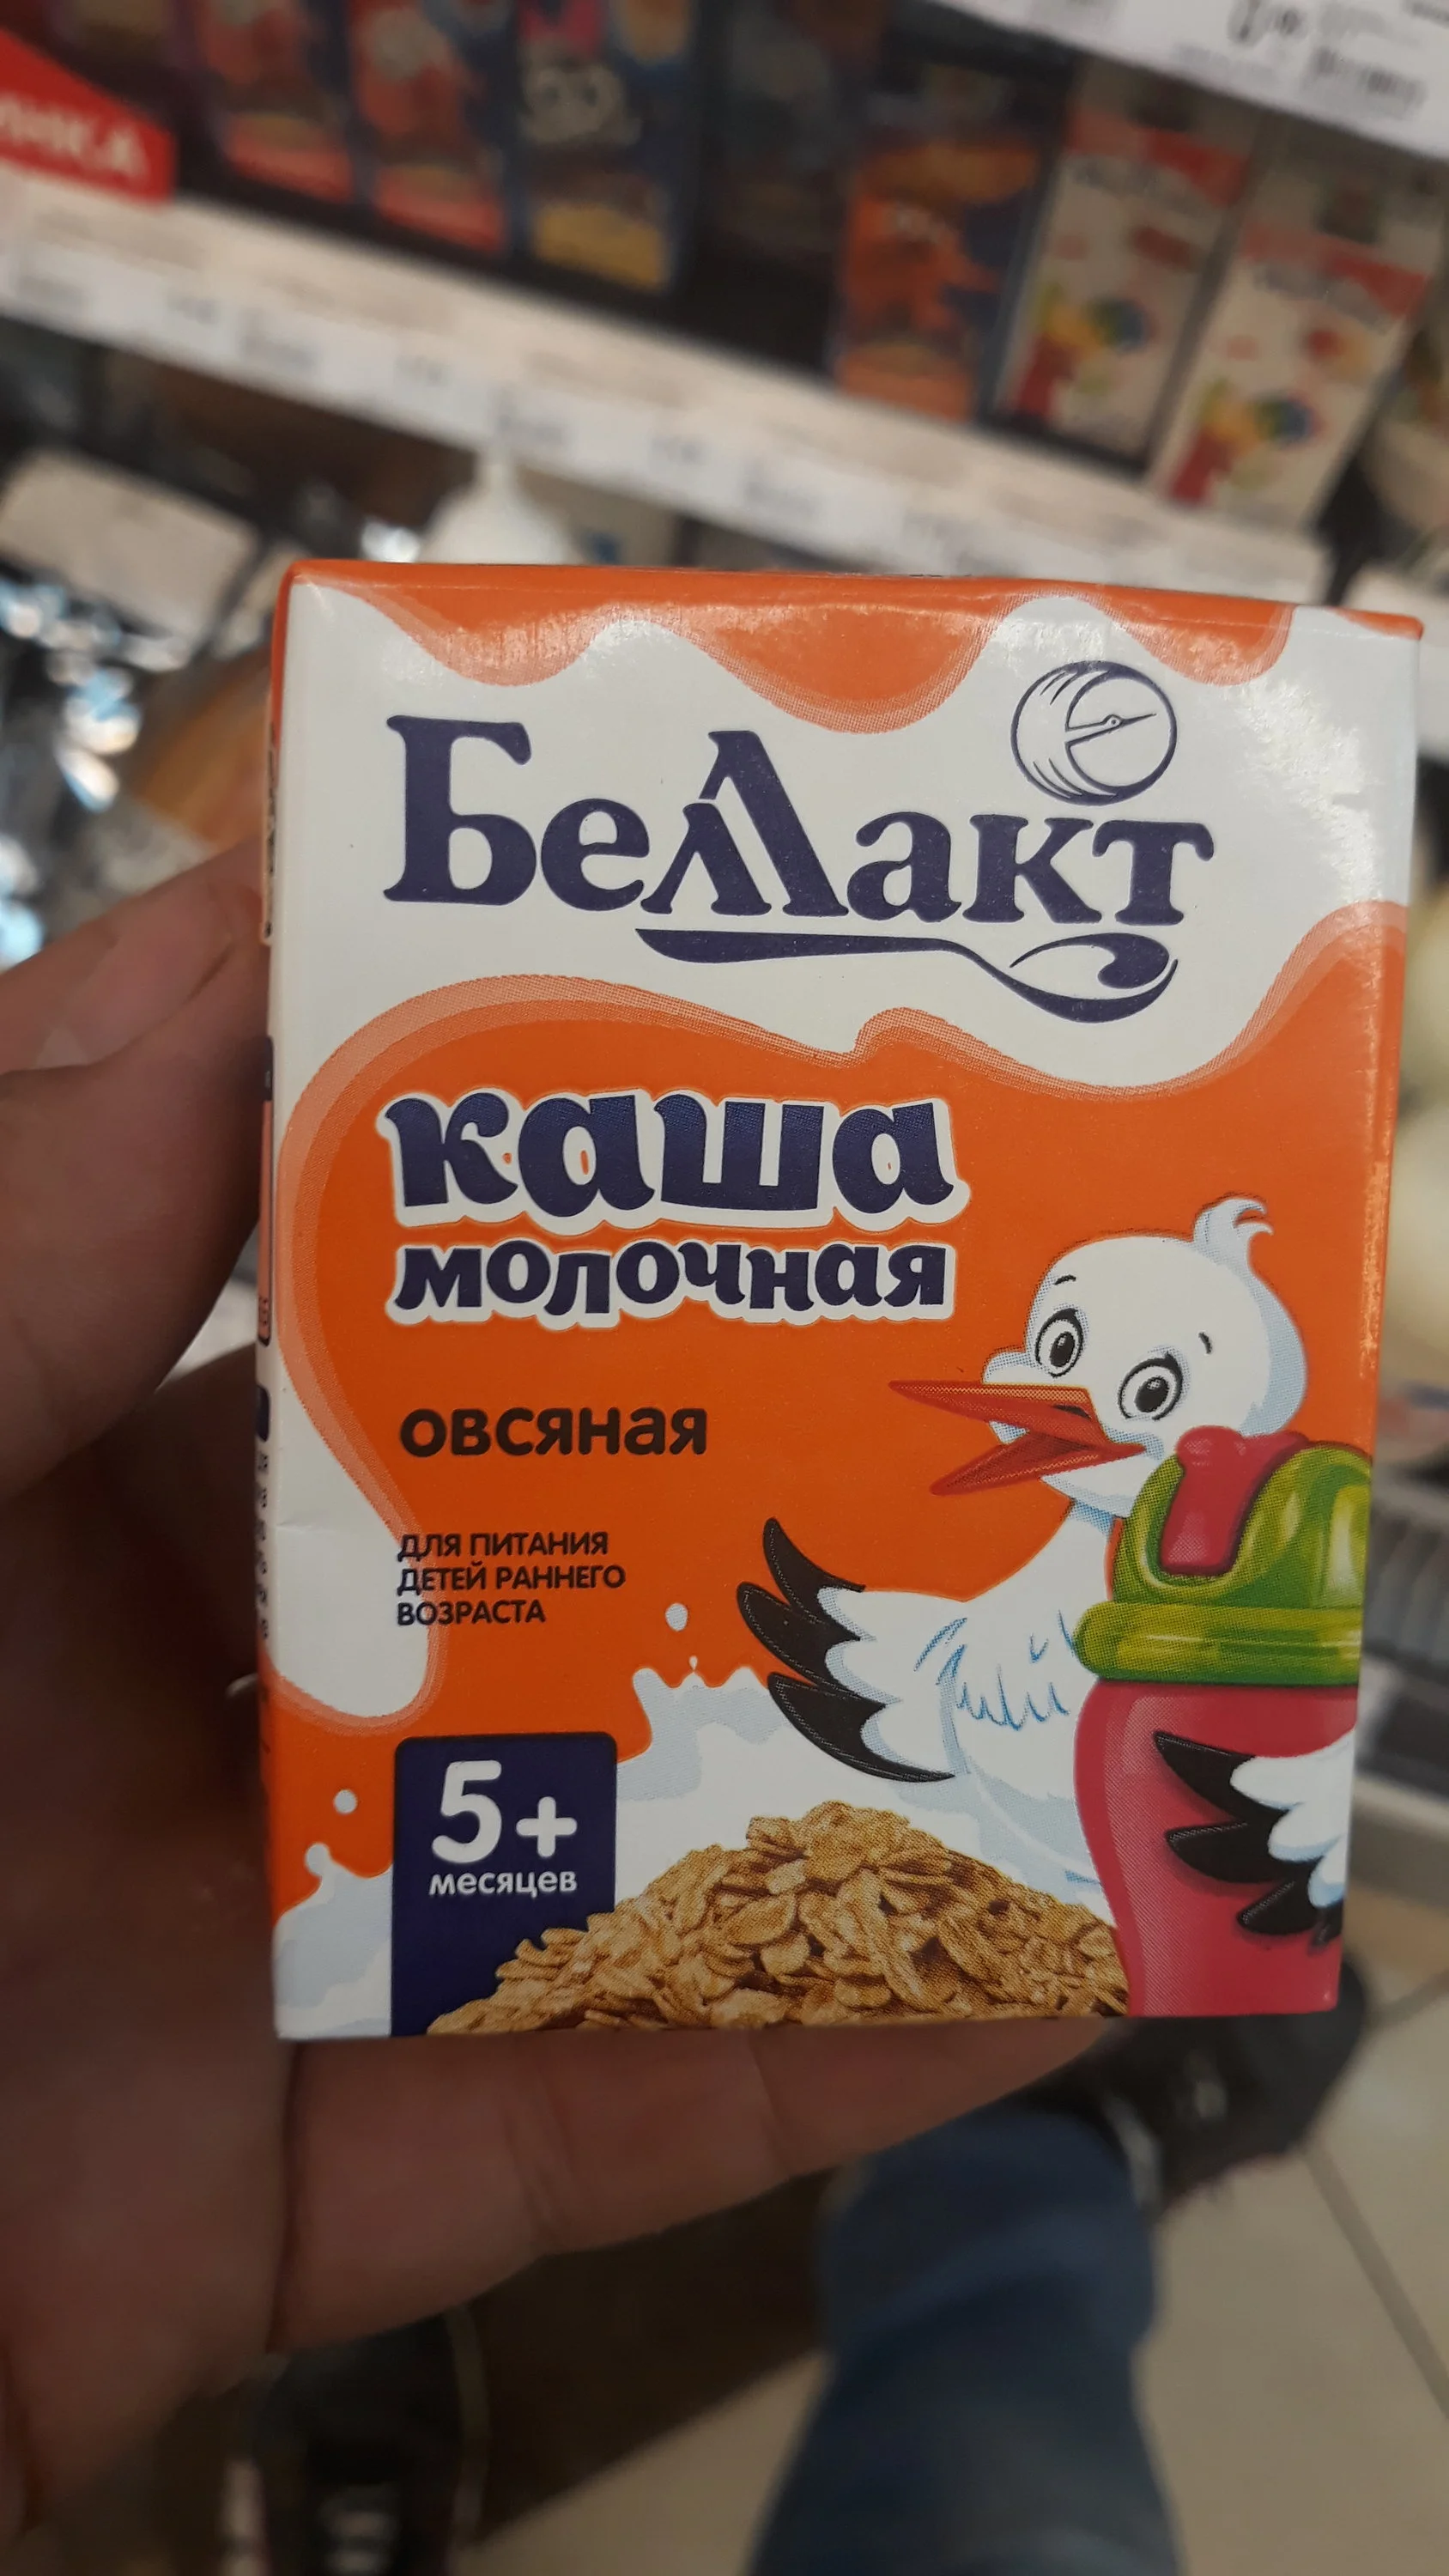 Беллакт
каша
молочная
овсяная
ДЛЯ ПИТАНИЯ
ДЕТЕЙ РАННЕГО
ВОЗРАСТА
5+
месяцев